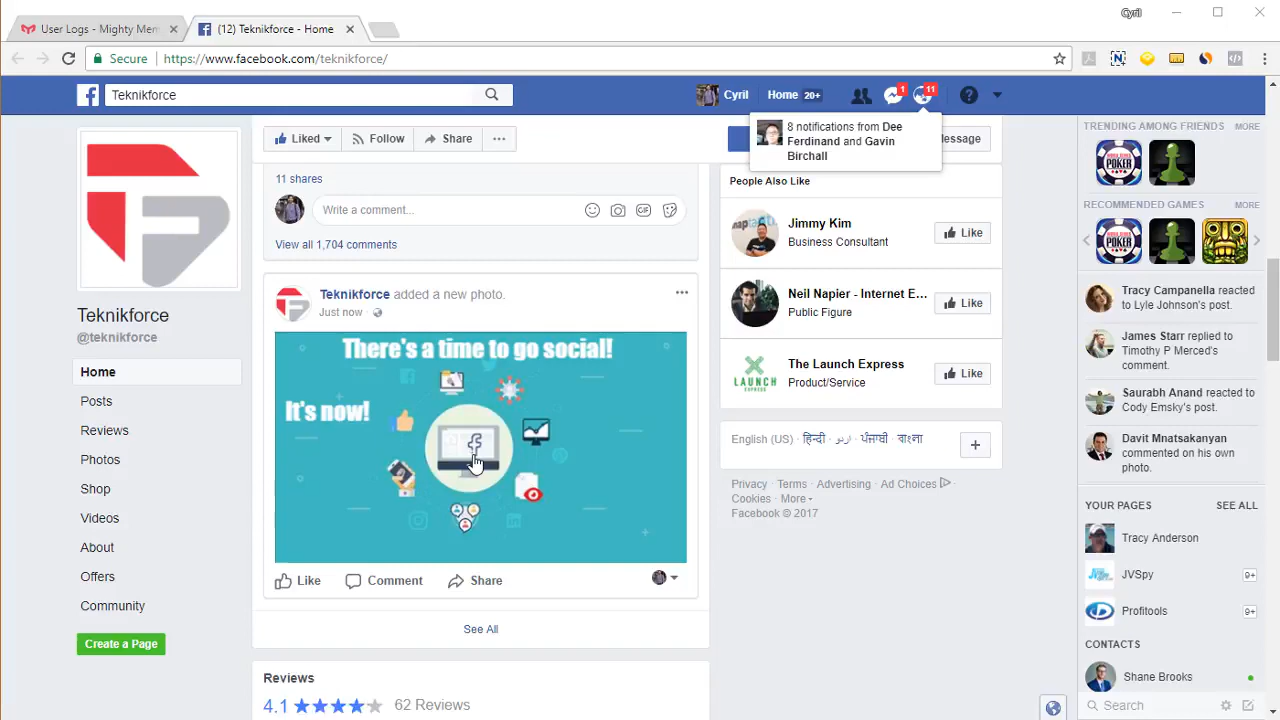 Cyril
User Logs - Mighty Mem
(12) Teknikforce - Home
Secure
https://www.facebook.com/teknikforce/
Teknikforce
Cyril
Home 20+
1
11
8 notifications from Dee
Ferdinand and Gavin
Birchall
Liked
Follow
Share
essage
11 shares
Write a comment...
GIF
View all 1,704 comments
Teknikforce added a new photo.
Just now
There's a time to go social!
It's now!
Like
Comment
Share
See All
Reviews
4.1
62 Reviews
Teknikforce
@teknikforce
Home
Posts
Reviews
Photos
Shop
Videos
About
Offers
Community
Create a Page
People Also Like
Jimmy Kim
Business Consultant
Like
Neil Napier - Internet E...
Public Figure
Like
LAUNCH
EXPRESS
The Launch Express
Product/Service
Like
English (US) · हिन्दी · اردو · ਪੰਜਾਬੀ · বাংলা
Privacy · Terms · Advertising · Ad Choices ·
Cookies · More
Facebook © 2017
TRENDING AMONG FRIENDS
MORE
POKER
RECOMMENDED GAMES
MORE
POKER
Tracy Campanella reacted
to Lyle Johnson's post.
James Starr replied to
Timothy P Merced's
comment.
Saurabh Anand reacted to
Cody Emsky's post.
Davit Mnatsakanyan
commented on his own
photo.
YOUR PAGES
SEE ALL
Tracy Anderson
JVSpy
9+
Profitools
9+
CONTACTS
Shane Brooks
Search